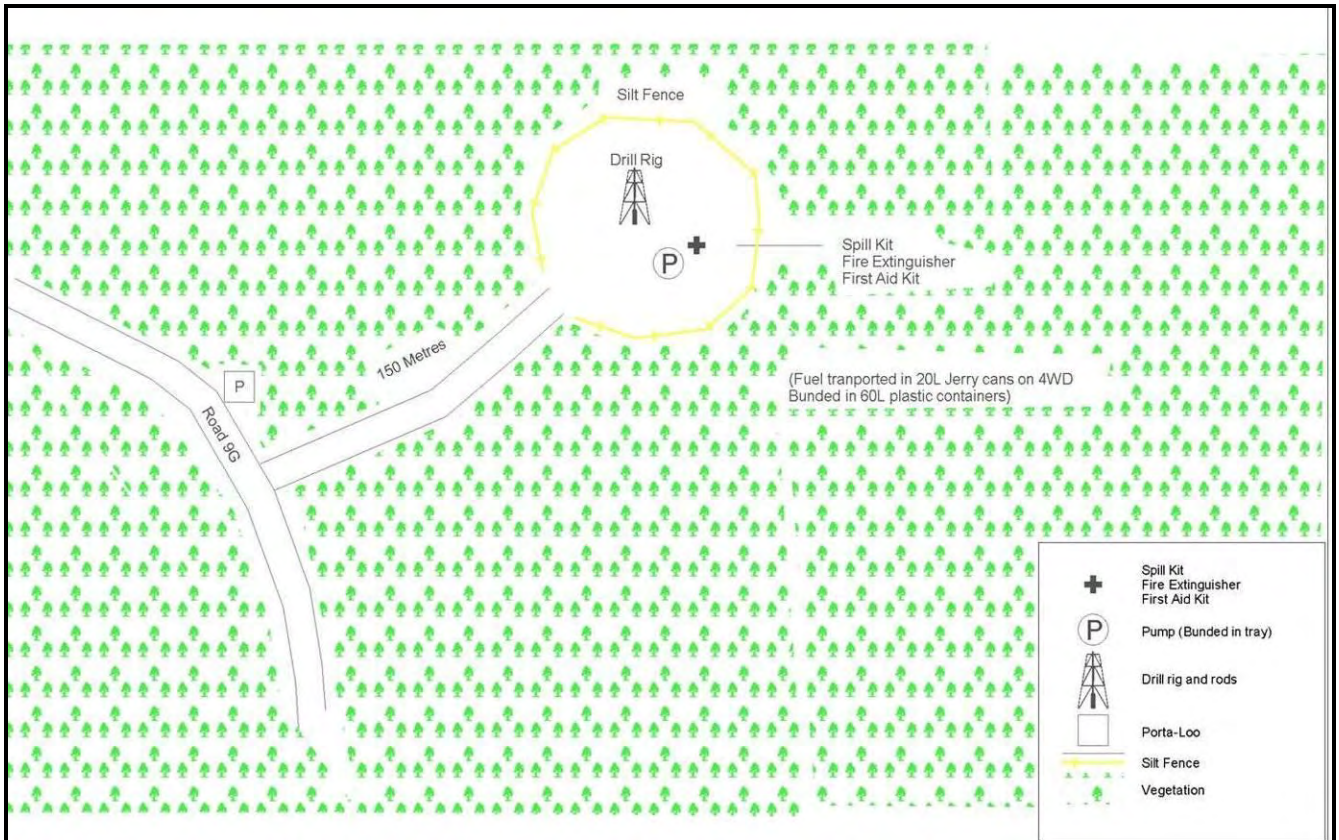 Silt Fence
Drill Rig
P
Spill Kit
Fire Extinguisher
First Aid Kit
150 Metres
P
Road 9G
(Fuel tranported in 20L Jerry cans on 4WD
Bunded in 60L plastic containers)
Spill Kit
Fire Extinguisher
First Aid Kit
P
Pump (Bunded in tray)
Drill rig and rods
Porta-Loo
Silt Fence
Vegetation